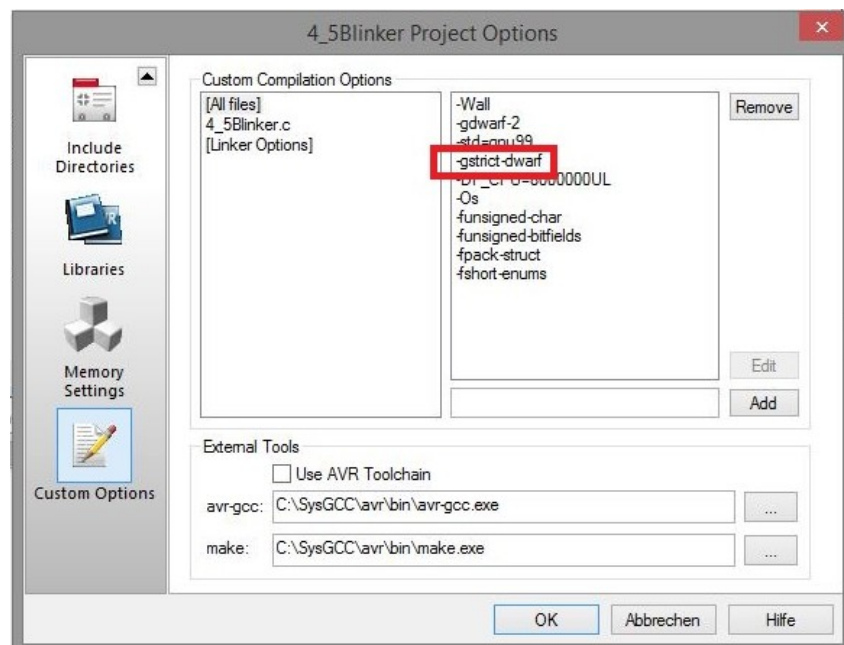 4_5Blinker Project Options
Include
Directories
Libraries
Memory
Settings
Custom Options
Custom Compilation Options
[All files]
4_5Blinker.c
[Linker Options]
-Wall
-gdwarf-2
-std=gnu99
-gstrict-dwarf
-DF_CPU=8000000UL
-Os
-funsigned-char
-funsigned-bitfields
-fpack-struct
-fshort-enums
Remove
Edit
Add
External Tools
Use AVR Toolchain
avr-gcc: C:\SysGCC\avr\bin\avr-gcc.exe ...
make: C:\SysGCC\avr\bin\make.exe ...
OK Abbrechen Hilfe